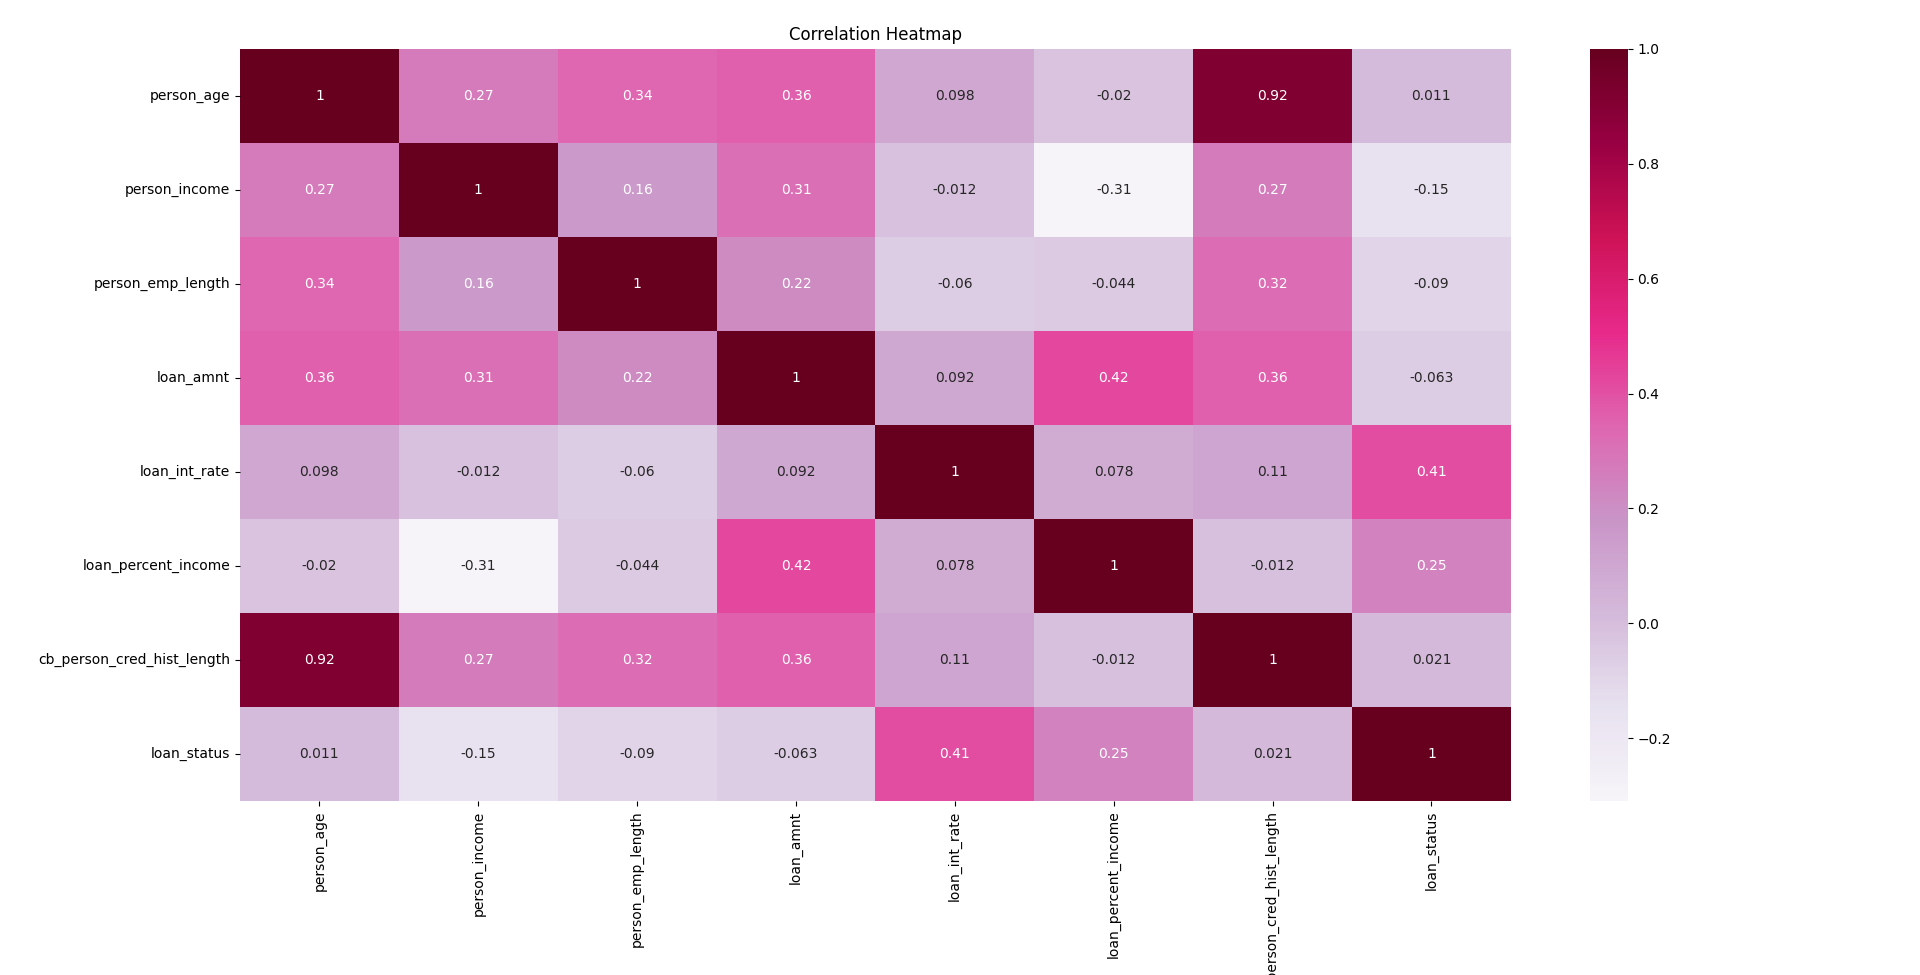 Correlation Heatmap
person_age 1 0.27 0.34 0.36 0.098 -0.02 0.92 0.011
person_income 0.27 1 0.16 0.31 -0.012 -0.31 0.27 -0.15
person_emp_length 0.34 0.16 1 0.22 -0.06 -0.044 0.32 -0.09
loan_amnt 0.36 0.31 0.22 1 0.092 0.42 0.36 -0.063
loan_int_rate 0.098 -0.012 -0.06 0.092 1 0.078 0.11 0.41
loan_percent_income -0.02 -0.31 -0.044 0.42 0.078 1 -0.012 0.25
cb_person_cred_hist_length 0.92 0.27 0.32 0.36 0.11 -0.012 1 0.021
loan_status 0.011 -0.15 -0.09 -0.063 0.41 0.25 0.021 1
person_age
person_income
person_emp_length
loan_amnt
loan_int_rate
loan_percent_income
person_cred_hist_length
loan_status
1.0
0.8
0.6
0.4
0.2
0.0
−0.2